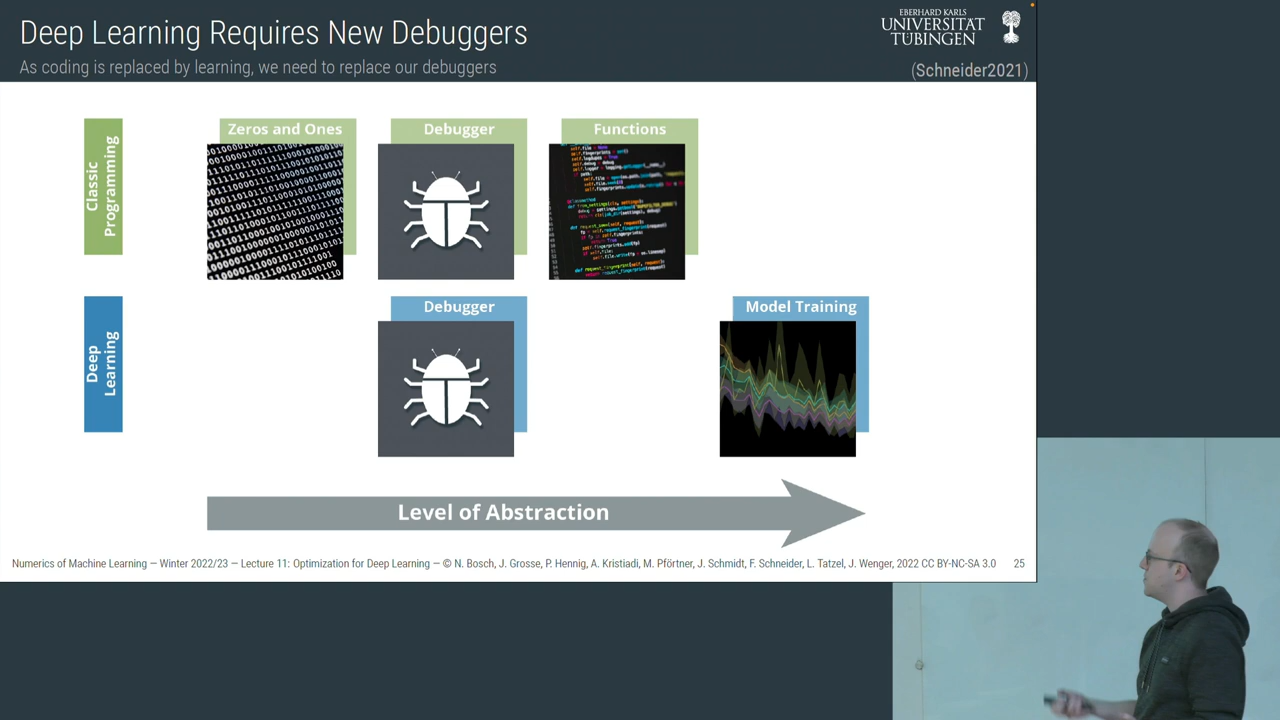 Deep Learning Requires New Debuggers
As coding is replaced by learning, we need to replace our debuggers
EBERHARD KARLS
UNIVERSITÄT
TÜBINGEN
(Schneider2021)
Classic
Programming
Zeros and Ones
Debugger
Functions
Deep
Learning
Debugger
Model Training
Level of Abstraction
Numerics of Machine Learning — Winter 2022/23 — Lecture 11: Optimization for Deep Learning — © N. Bosch, J. Grosse, P. Hennig, A. Kristiadi, M. Pförtner, J. Schmidt, F. Schneider, L. Tatzel, J. Wenger, 2022 CC BY-NC-SA 3.0 25